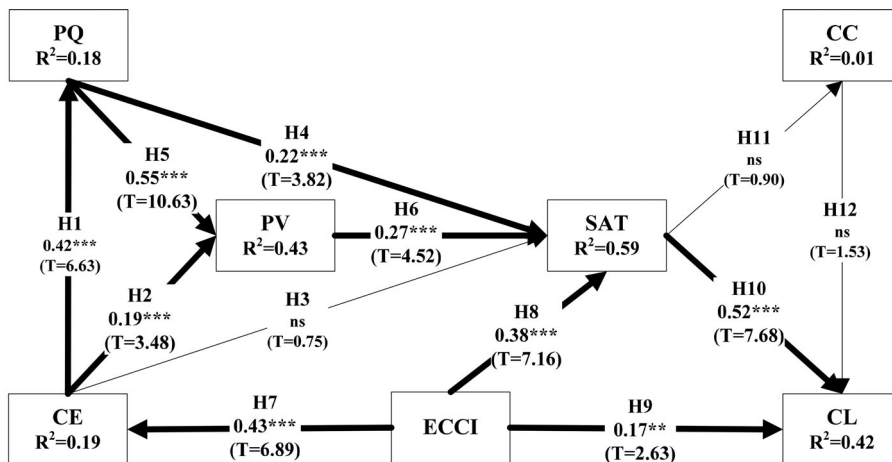 PQ
R²=0.18
CC
R²=0.01
H4
0.22***
(T=3.82)
H5
0.55***
(T=10.63)
H11
ns
(T=0.90)
H1
0.42***
(T=6.63)
PV
R²=0.43
H6
0.27***
(T=4.52)
SAT
R²=0.59
H12
ns
(T=1.53)
H2
0.19***
(T=3.48)
H3
ns
(T=0.75)
H8
0.38***
(T=7.16)
H10
0.52***
(T=7.68)
CE
R²=0.19
H7
0.43***
(T=6.89)
ECCI
H9
0.17**
(T=2.63)
CL
R²=0.42